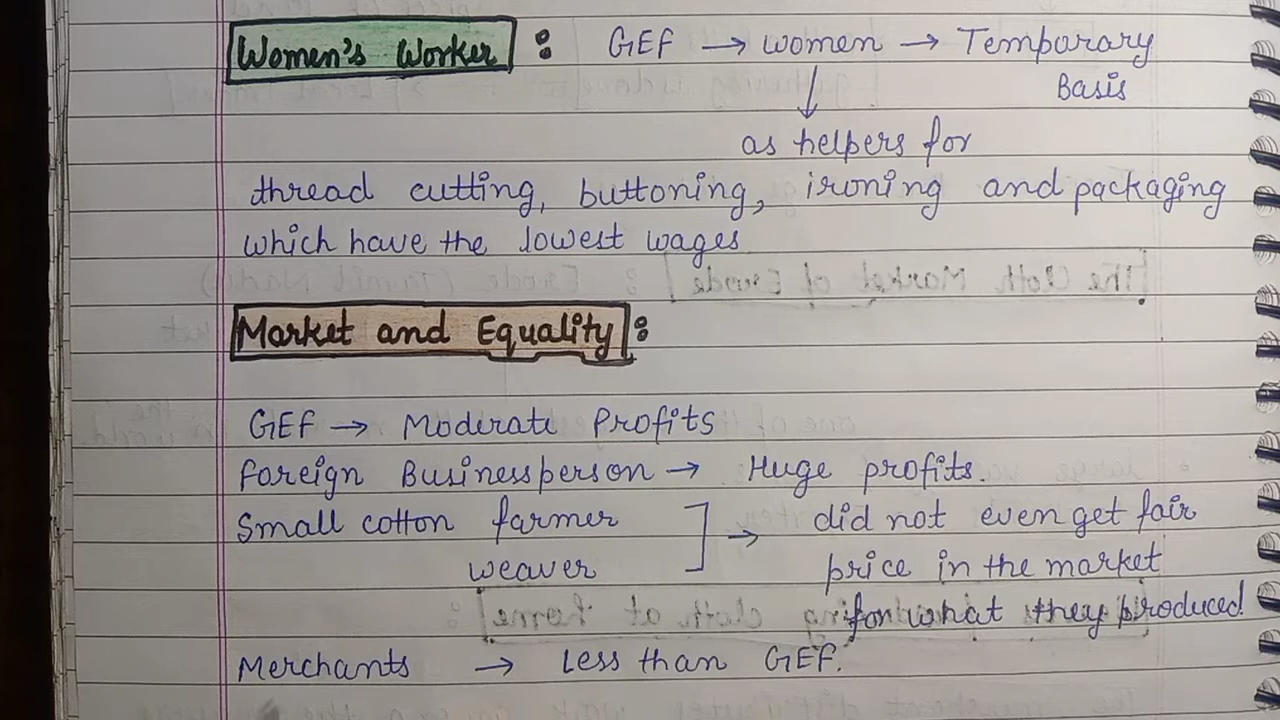 Women's Worker : GEF → women → Temporary
Basis
↓
as helpers for
thread cutting, buttoning, ironing and packaging
which have the lowest wages
Market and Equality :
GEF → Moderate Profits
Foreign Businessperson → Huge profits.
Small cotton farmer ] → did not even get fair
weaver price in the market
for what they produced
Merchants → Less than GEF.